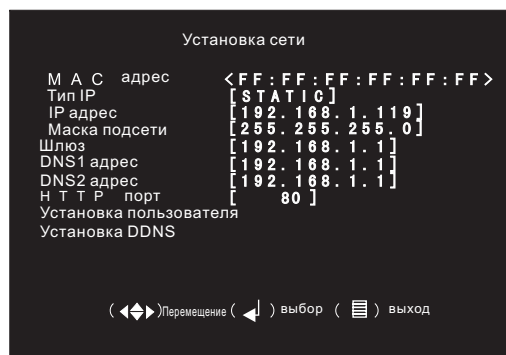 Установка сети
MAC адрес <FF:FF:FF:FF:FF:FF>
Тип IP [STATIC]
IP адрес [192.168.1.119]
Маска подсети [255.255.255.0]
Шлюз [192.168.1.1]
DNS1 адрес [192.168.1.1]
DNS2 адрес [192.168.1.1]
HTTP порт [ 80 ]
Установка пользователя
Установка DDNS
( ) Перемещение ( ) выбор ( ) выход